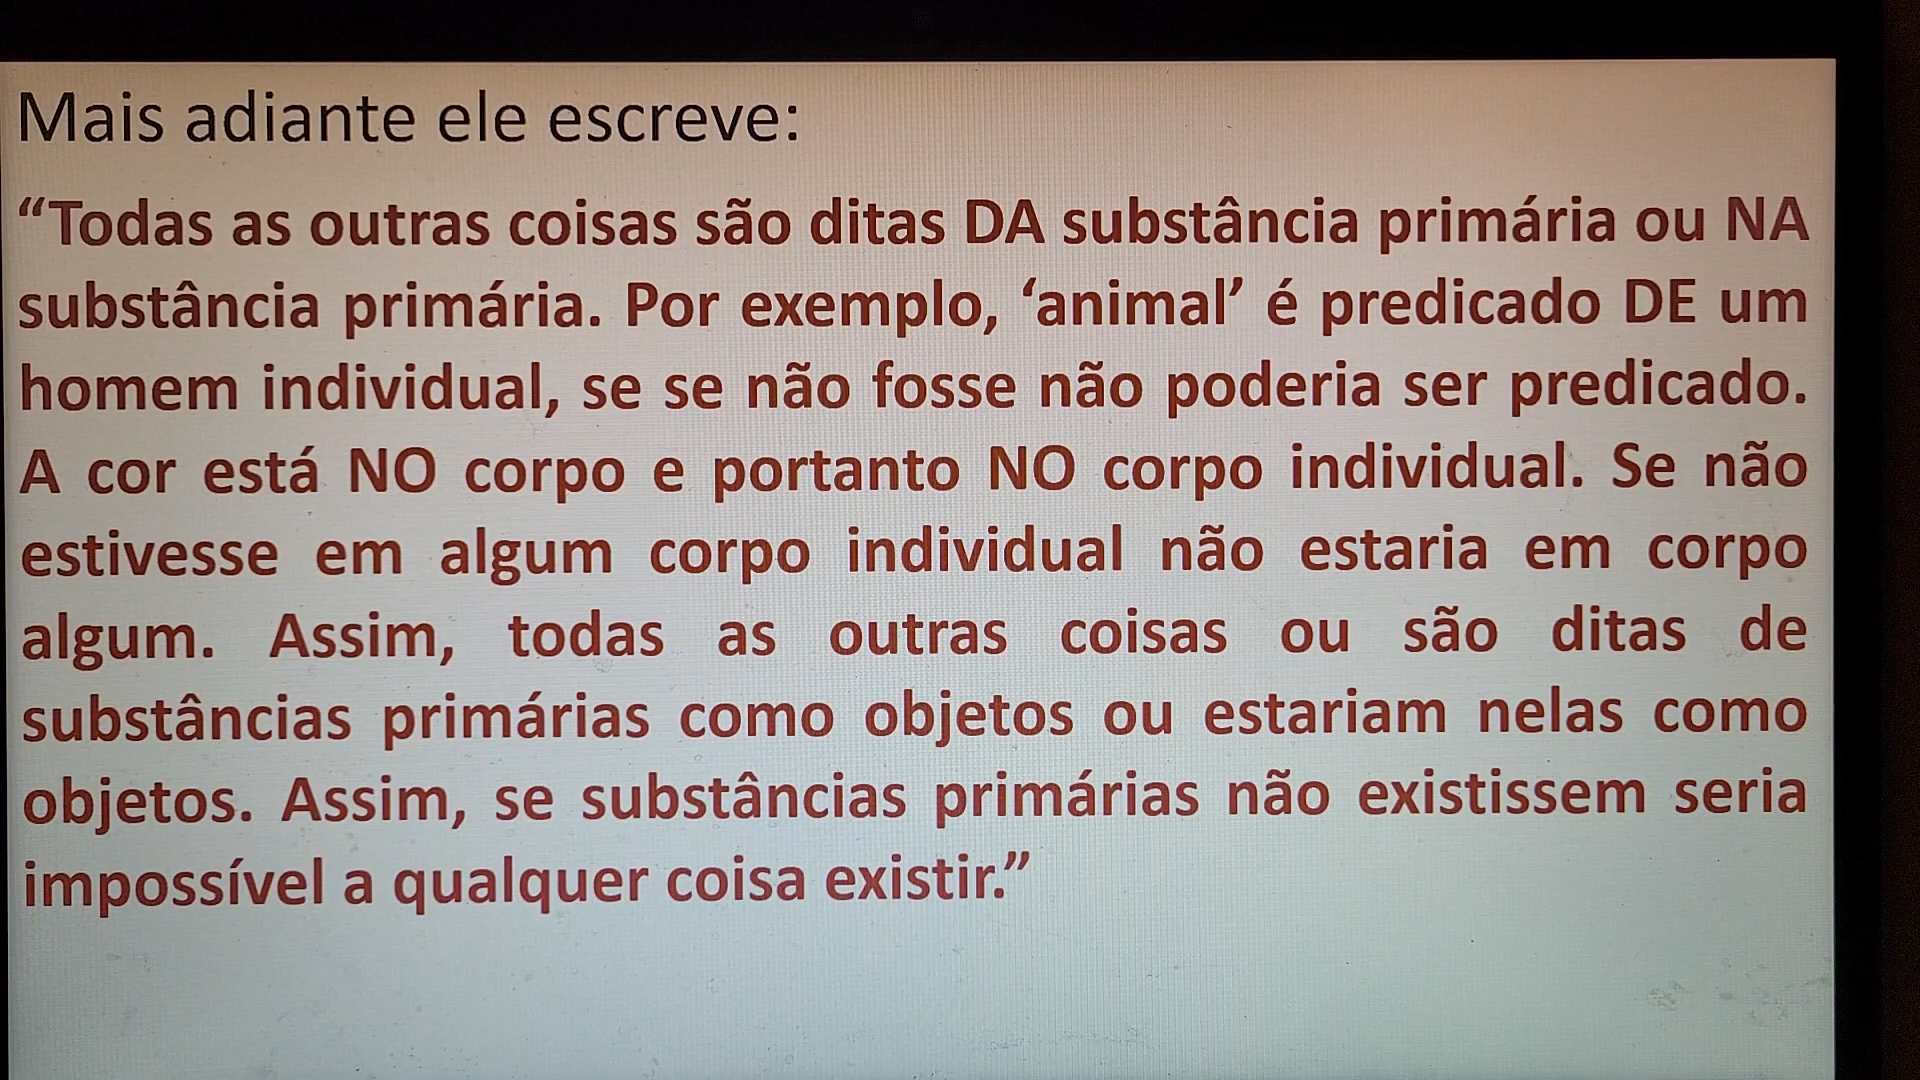 Mais adiante ele escreve:
“Todas as outras coisas são ditas DA substância primária ou NA
substância primária. Por exemplo, ‘animal’ é predicado DE um
homem individual, se se não fosse não poderia ser predicado.
A cor está NO corpo e portanto NO corpo individual. Se não
estivesse em algum corpo individual não estaria em corpo
algum. Assim, todas as outras coisas ou são ditas de
substâncias primárias como objetos ou estariam nelas como
objetos. Assim, se substâncias primárias não existissem seria
impossível a qualquer coisa existir.”